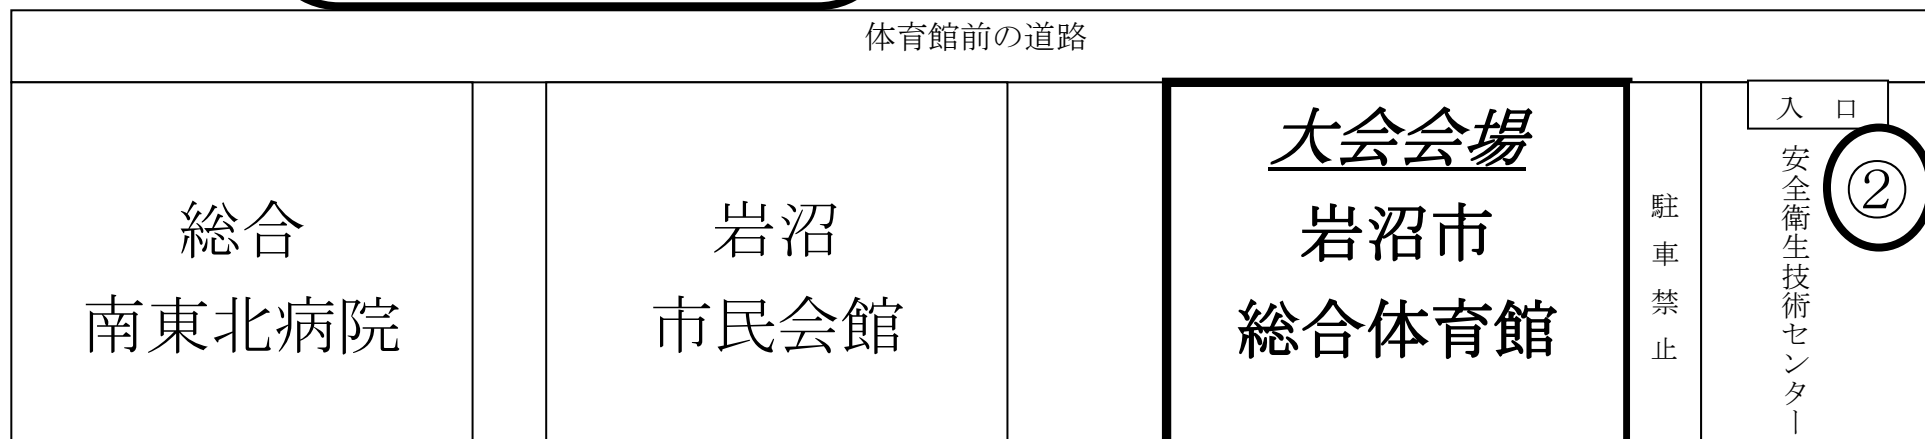 体育館前の道路
総合
南東北病院
岩沼
市民会館
大会会場
岩沼市
総合体育館
駐車禁止
入 口
安全衛生技術センター
②